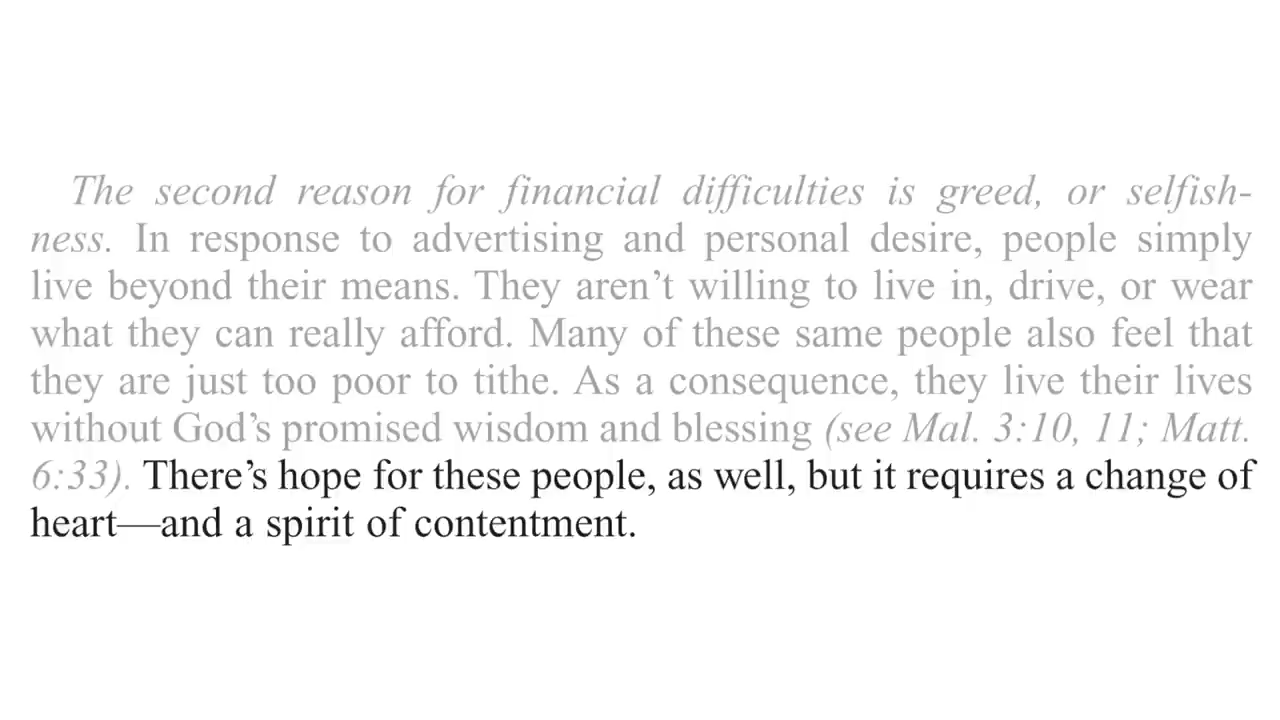 The second reason for financial difficulties is greed, or selfish-
ness. In response to advertising and personal desire, people simply
live beyond their means. They aren’t willing to live in, drive, or wear
what they can really afford. Many of these same people also feel that
they are just too poor to tithe. As a consequence, they live their lives
without God’s promised wisdom and blessing (see Mal. 3:10, 11; Matt.
6:33). There’s hope for these people, as well, but it requires a change of
heart—and a spirit of contentment.